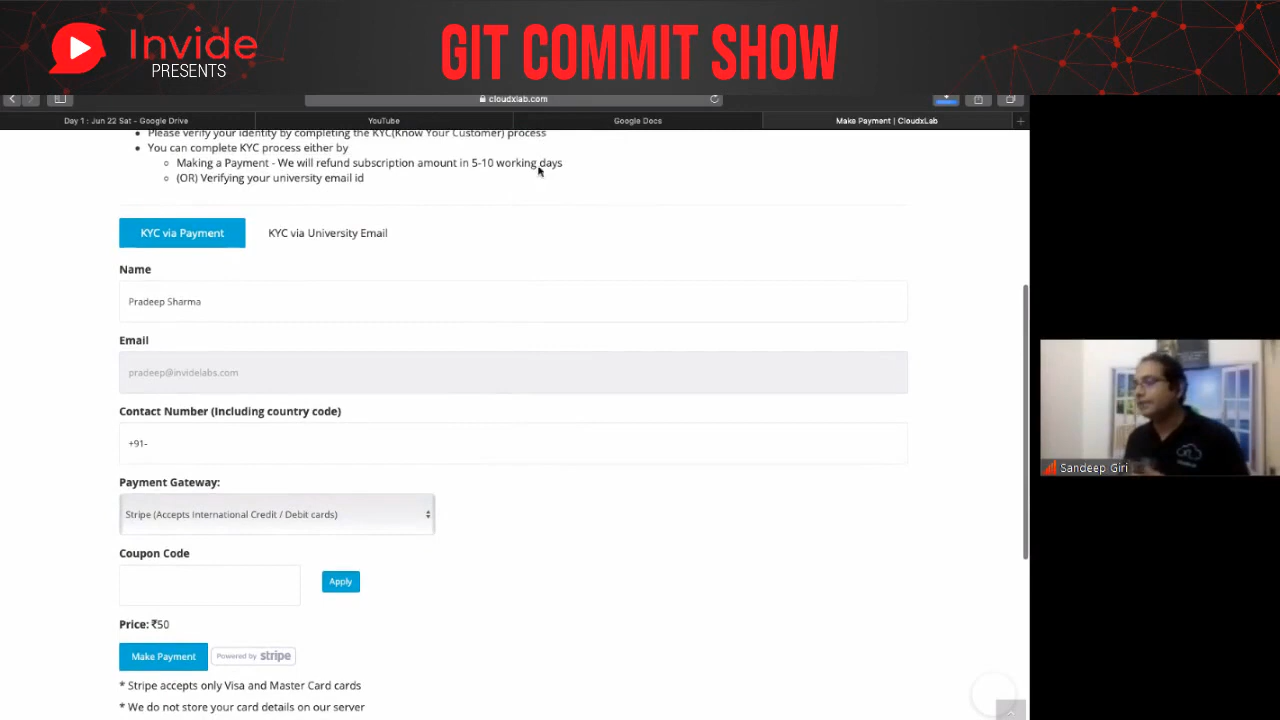 Invide
PRESENTS
GIT COMMIT SHOW
cloudxlab.com
Day 1 : Jun 22 Sat - Google Drive
YouTube
Google Docs
Make Payment | CloudxLab
Please verify your identity by completing the KYC(Know Your Customer) process
You can complete KYC process either by
Making a Payment - We will refund subscription amount in 5-10 working days
(OR) Verifying your university email id
KYC via Payment
KYC via University Email
Name
Pradeep Sharma
Email
pradeep@invidelabs.com
Contact Number (Including country code)
+91-
Payment Gateway:
Stripe (Accepts International Credit / Debit cards)
Coupon Code
Apply
Price: ₹50
Make Payment
Powered by stripe
* Stripe accepts only Visa and Master Card cards
* We do not store your card details on our server
Sandeep Giri